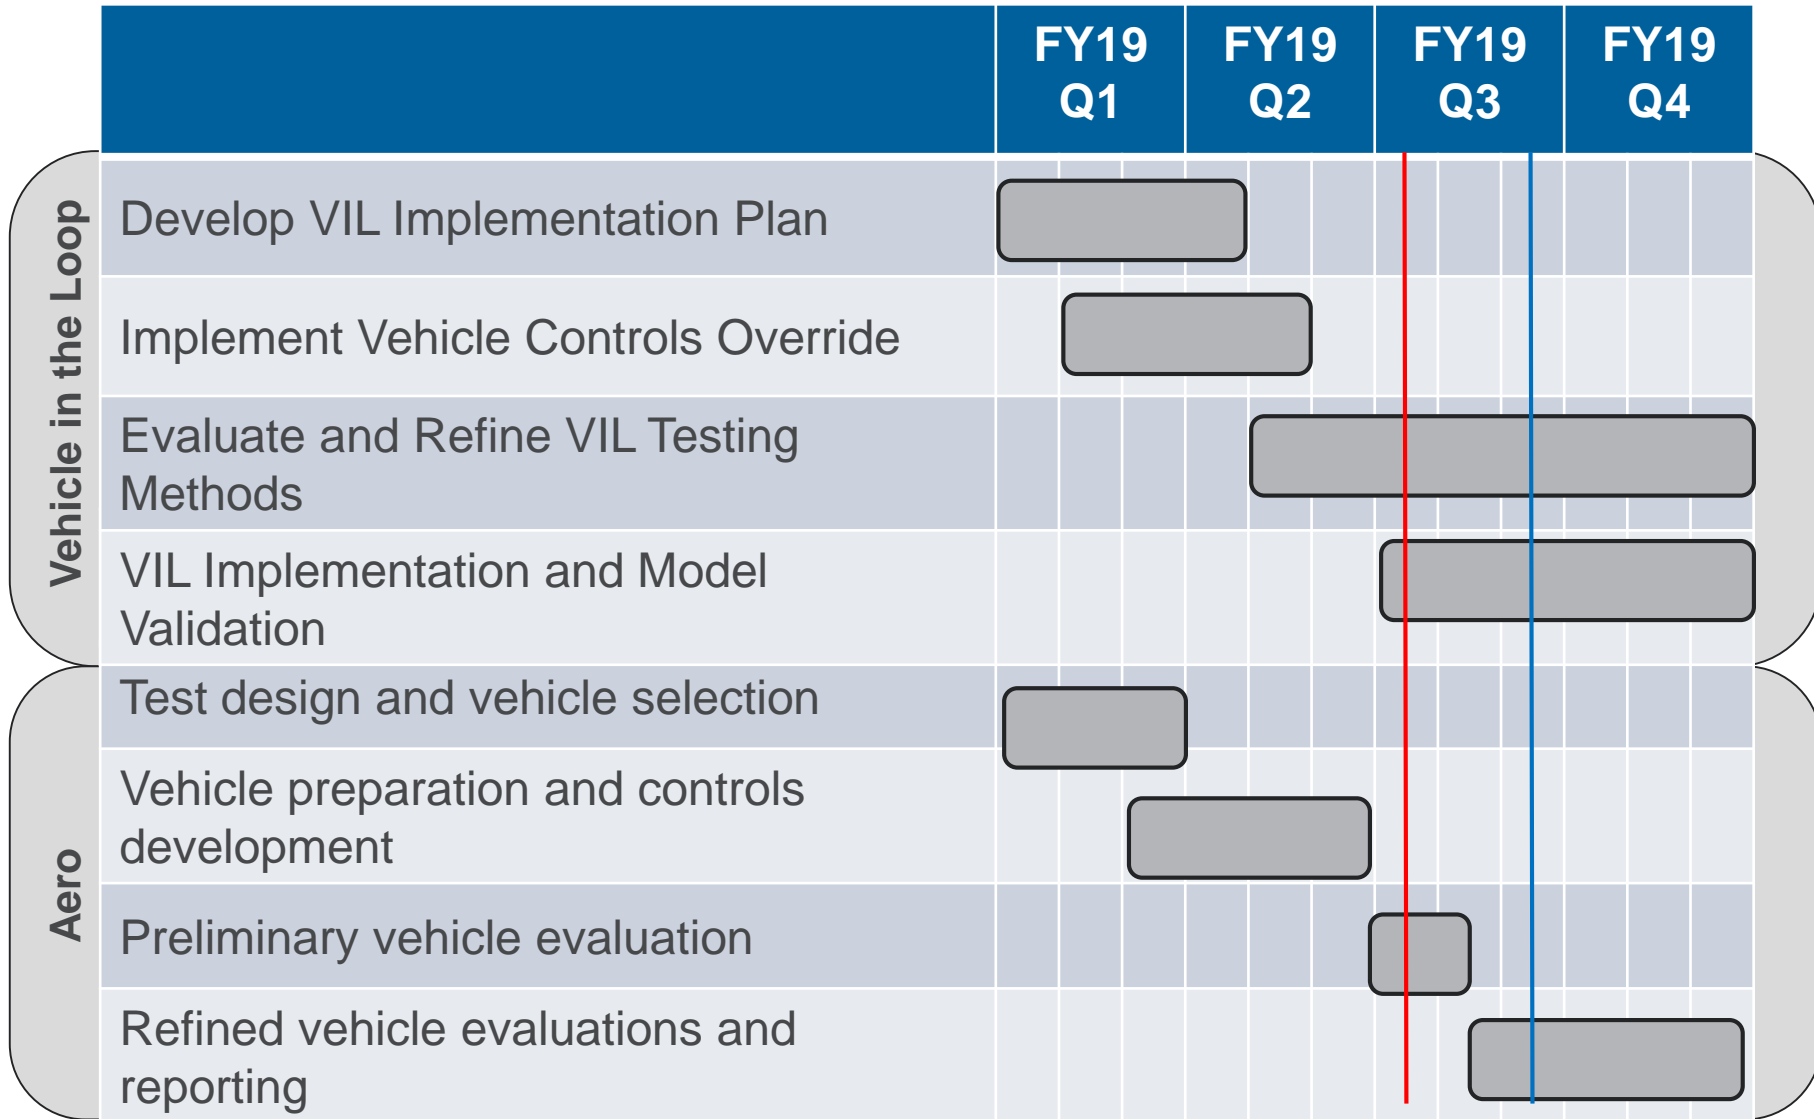 FY19
Q1
FY19
Q2
FY19
Q3
FY19
Q4
Vehicle in the Loop
Develop VIL Implementation Plan
Implement Vehicle Controls Override
Evaluate and Refine VIL Testing
Methods
VIL Implementation and Model
Validation
Aero
Test design and vehicle selection
Vehicle preparation and controls
development
Preliminary vehicle evaluation
Refined vehicle evaluations and
reporting